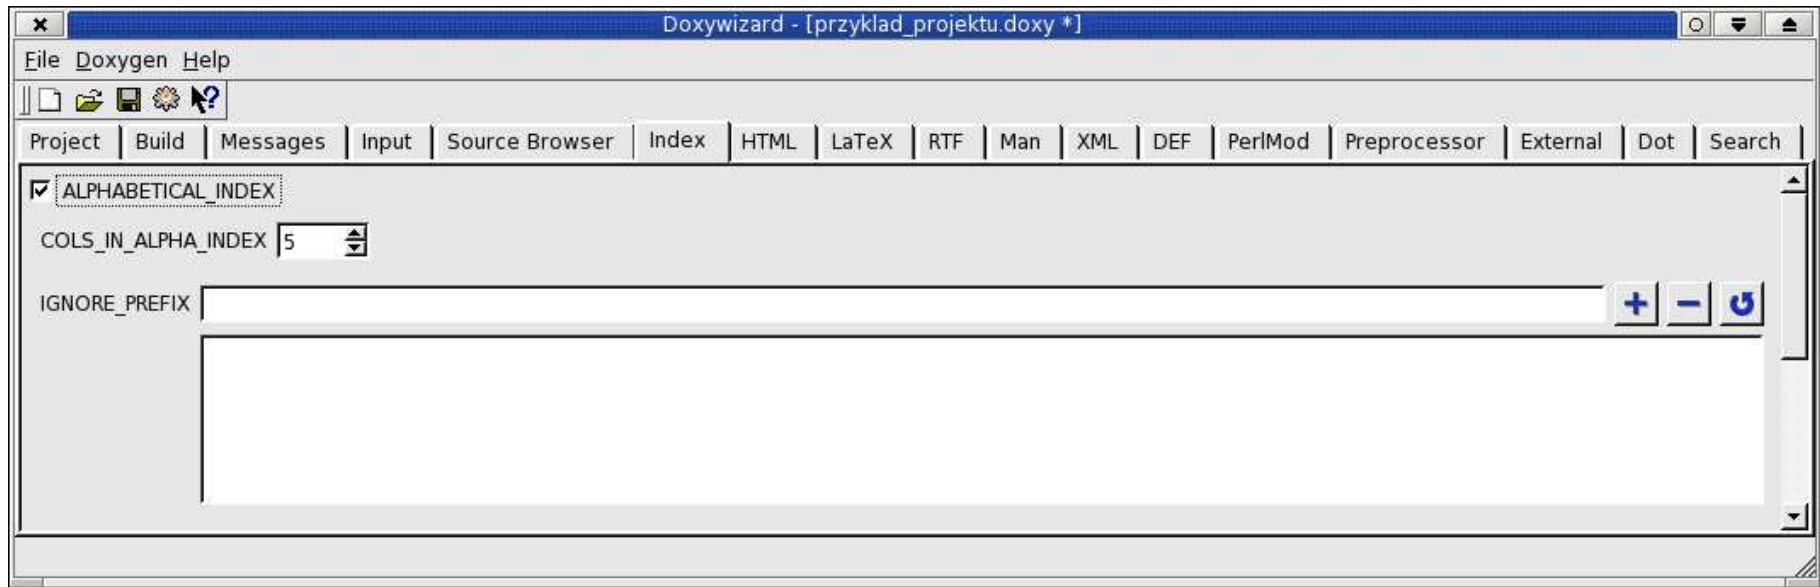 Doxywizard - [przyklad_projektu.doxy *]
File Doxygen Help
Project Build Messages Input Source Browser Index HTML LaTeX RTF Man XML DEF PerlMod Preprocessor External Dot Search
ALPHABETICAL_INDEX
COLS_IN_ALPHA_INDEX 5
IGNORE_PREFIX